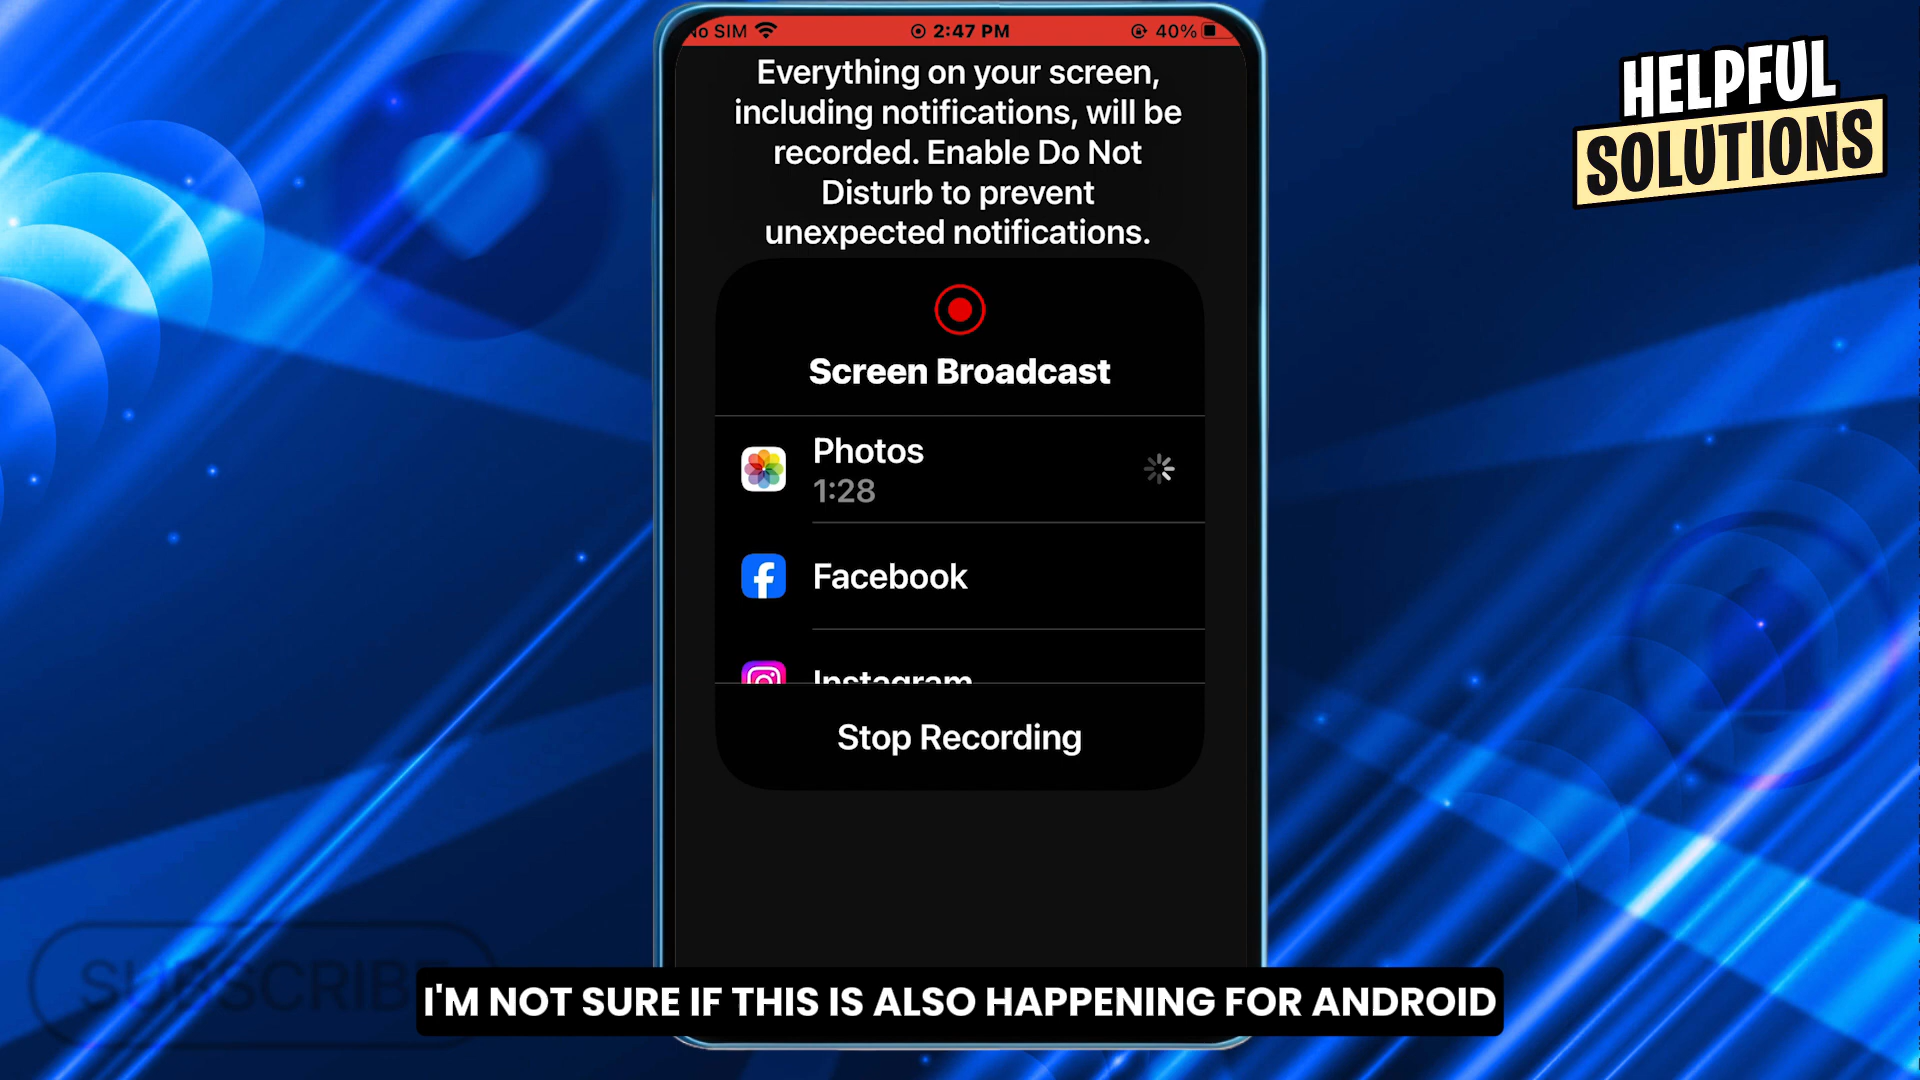 No SIM 2:47 PM 40%
Everything on your screen,
including notifications, will be
recorded. Enable Do Not
Disturb to prevent
unexpected notifications.
Screen Broadcast
Photos
1:28
Facebook
Instagram
Stop Recording
HELPFUL
SOLUTIONS
SUBSCRIBE
I'M NOT SURE IF THIS IS ALSO HAPPENING FOR ANDROID